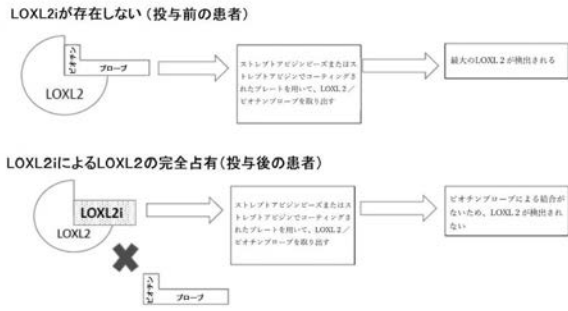 LOXL2iが存在しない（投与前の患者）
ビオチン
プローブ
LOXL2
ストレプトアビジンビーズまたはス
トレプトアビジンでコーティングさ
れたプレートを用いて、LOXL２／
ビオチンプローブを取り出す
最大のLOXL２が検出される
LOXL2iによるLOXL2の完全占有（投与後の患者）
LOXL2i
LOXL2
ビオチン
プローブ
ストレプトアビジンビーズまたはス
トレプトアビジンでコーティングさ
れたプレートを用いて、LOXL２／
ビオチンプローブを取り出す
ビオチンプローブによる結合が
ないため、LOXL２が検出され
ない